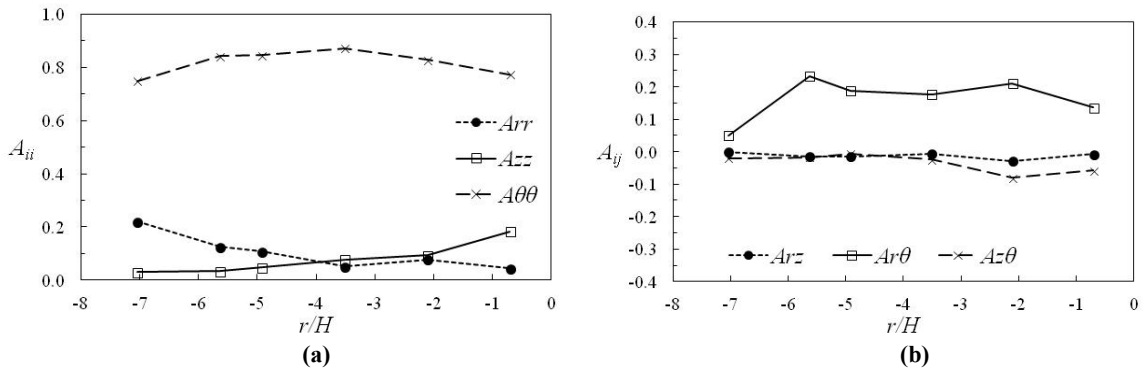 1.0
0.8
0.6
0.4
0.2
0.0
Aii
Arr
Azz
Aθθ
-8 -7 -6 -5 -4 -3 -2 -1 0
r/H
(a)
0.4
0.3
0.2
0.1
0.0
-0.1
-0.2
-0.3
-0.4
Aij
Arz Arθ Azθ
-8 -7 -6 -5 -4 -3 -2 -1 0
r/H
(b)